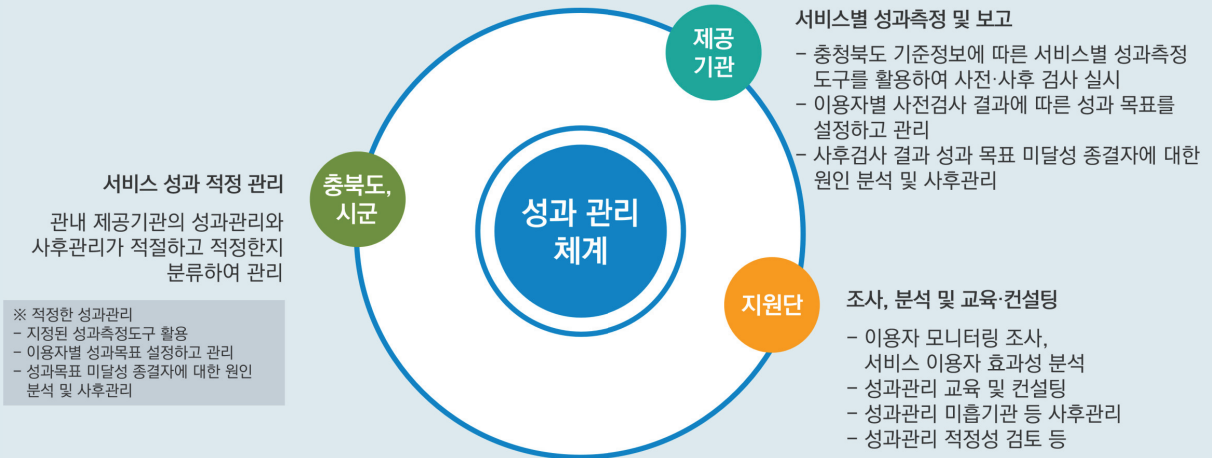 제공
기관
서비스별 성과측정 및 보고
- 충청북도 기준정보에 따른 서비스별 성과측정
도구를 활용하여 사전·사후 검사 실시
- 이용자별 사전검사 결과에 따른 성과 목표를
설정하고 관리
- 사후검사 결과 성과 목표 미달성 종결자에 대한
원인 분석 및 사후관리
충북도,
시군
서비스 성과 적정 관리
관내 제공기관의 성과관리와
사후관리가 적절하고 적정한지
분류하여 관리
※ 적정한 성과관리
- 지정된 성과측정도구 활용
- 이용자별 성과목표 설정하고 관리
- 성과목표 미달성 종결자에 대한 원인
분석 및 사후관리
성과 관리
체계
지원단
조사, 분석 및 교육·컨설팅
- 이용자 모니터링 조사,
서비스 이용자 효과성 분석
- 성과관리 교육 및 컨설팅
- 성과관리 미흡기관 등 사후관리
- 성과관리 적정성 검토 등